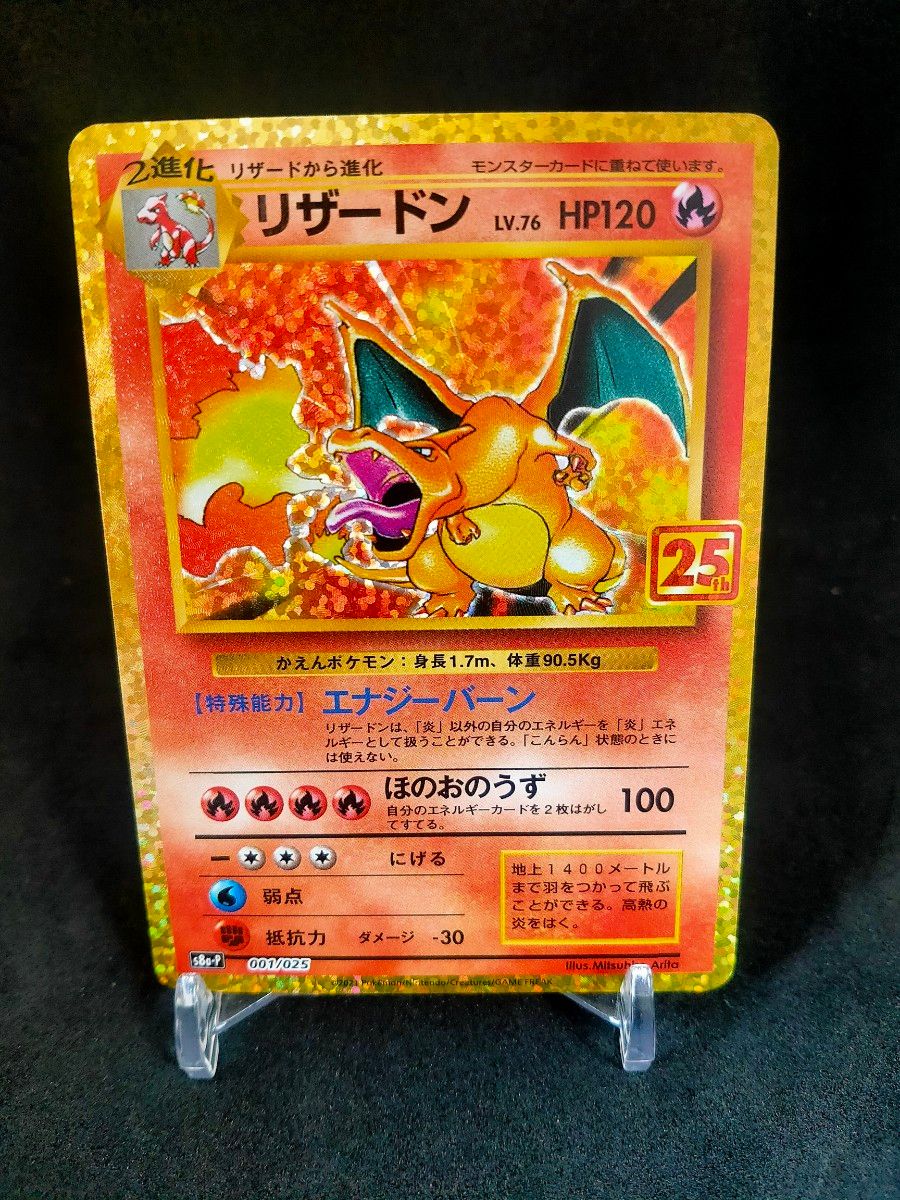 2進化 リザードから進化 モンスターカードに重ねて使います。
リザードン LV.76 HP120
25th
かえんポケモン：身長1.7m、体重90.5Kg
【特殊能力】 エナジーバーン
リザードンは、「炎」以外の自分のエネルギーを「炎」エネ
ルギーとして扱うことができる。「こんらん」状態のときに
は使えない。
ほのおのうず 100
自分のエネルギーカードを２枚はがし
てすてる。
ー にげる
弱点
抵抗力 ダメージ -30
地上１４００メートル
まで羽をつかって飛ぶ
ことができる。高熱の
炎をはく。
s8a-P 001/025 Illus.Mitsuhiro Arita
©2021 Pokémon/Nintendo/Creatures/GAME FREAK